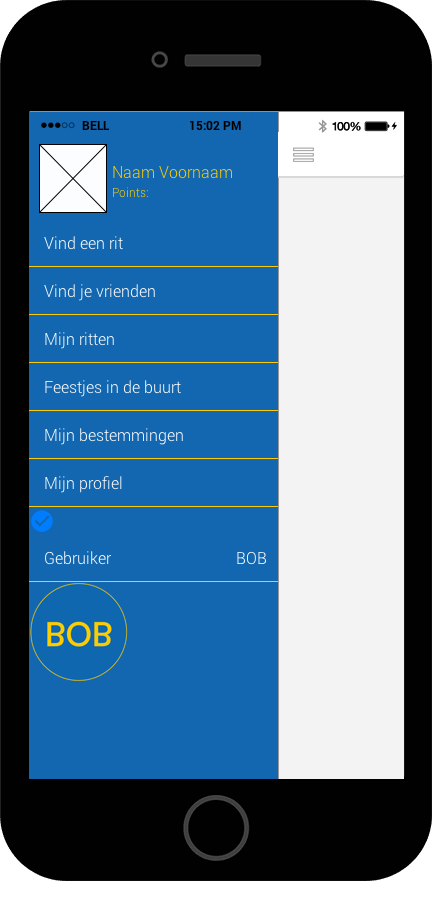 BELL 15:02 PM 100%
Naam Voornaam
Points:
Vind een rit
Vind je vrienden
Mijn ritten
Feestjes in de buurt
Mijn bestemmingen
Mijn profiel
Gebruiker BOB
BOB